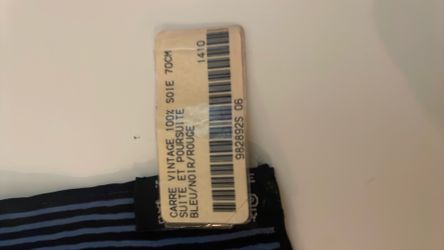 CARRE VINTAGE 100% SOIE 70CM
SUITE ET POURSUITE
BLEU/NOIR/ROUGE
1410
982892S 06